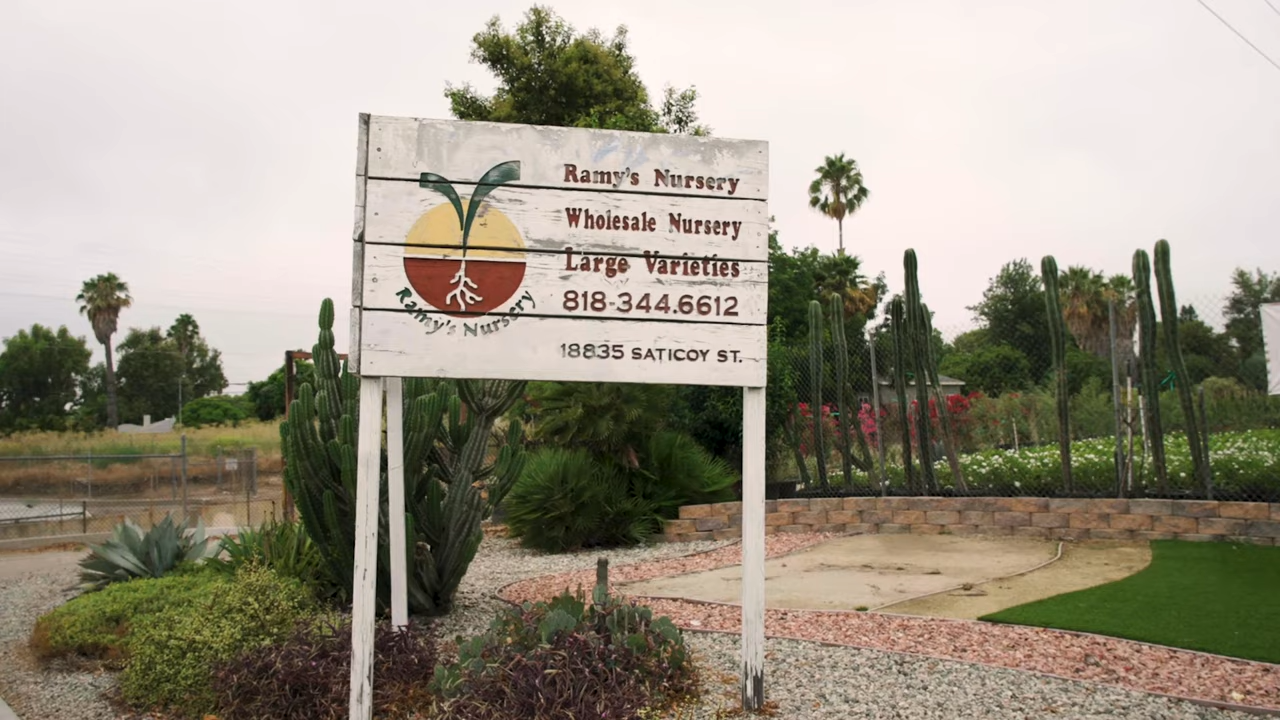 Ramy's Nursery
Wholesale Nursery
Large Varieties
818-344.6612
18835 SATICOY ST.
Ramy's Nursery